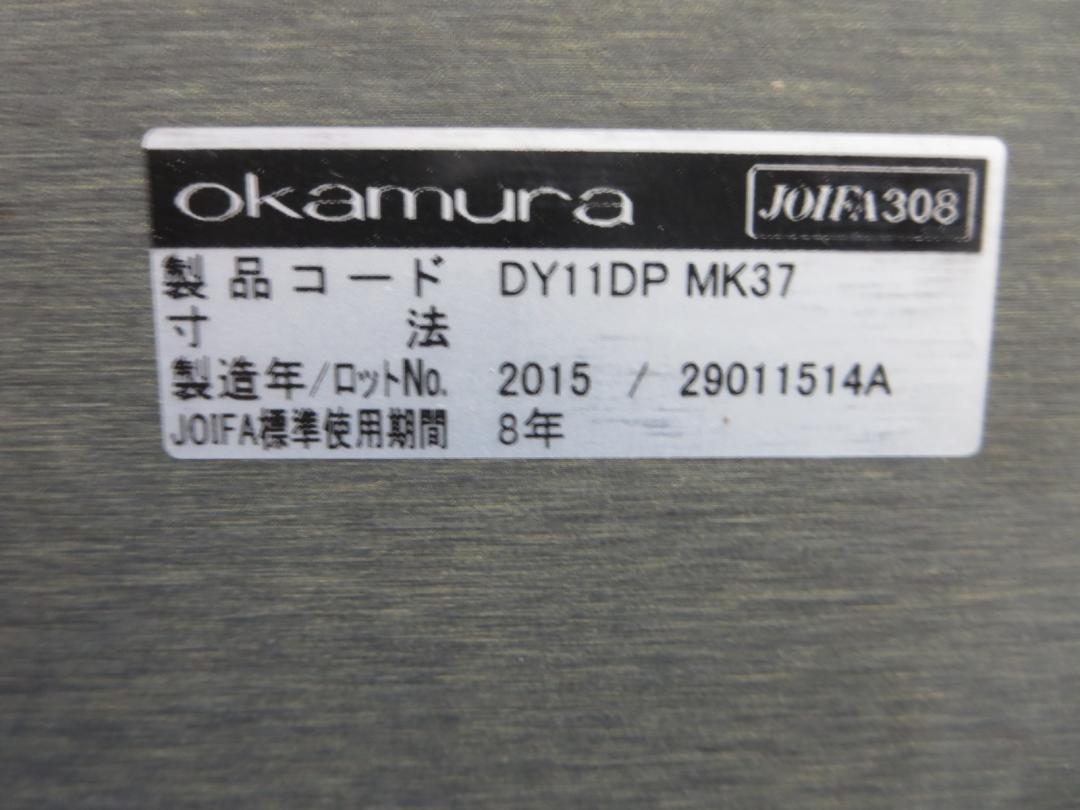 okamura JOIFA308
製品コード DY11DP MK37
寸法
製造年/ロットNo. 2015 / 29011514A
JOIFA標準使用期間 8年